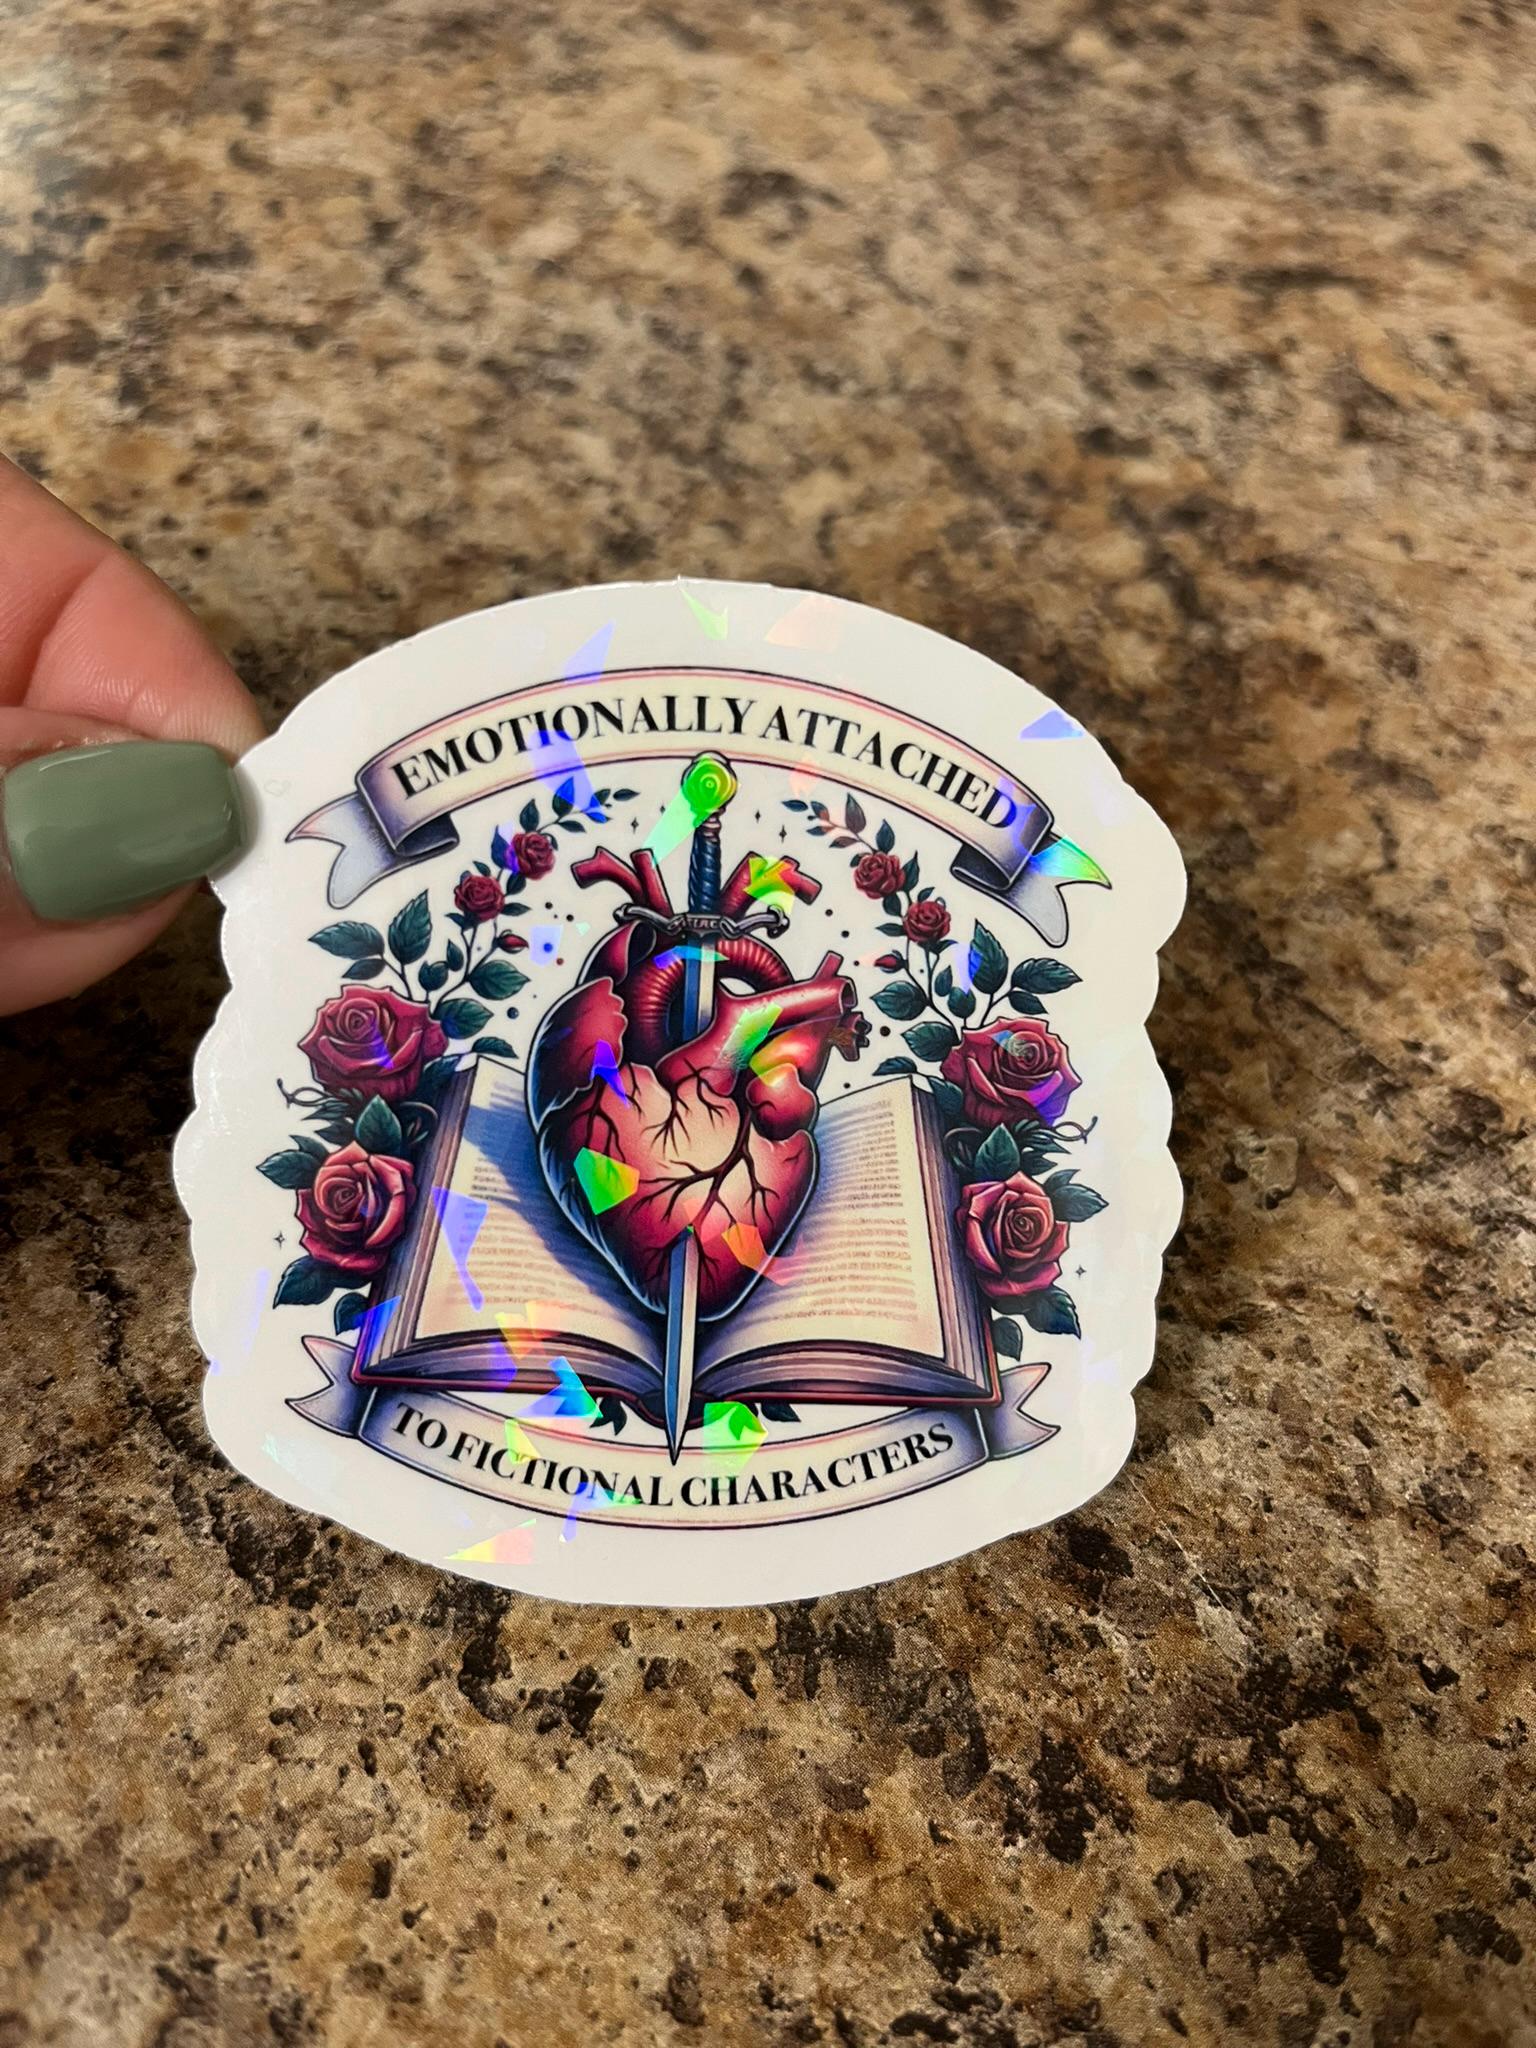 EMOTIONALLY ATTACHED
TO FICTIONAL CHARACTERS